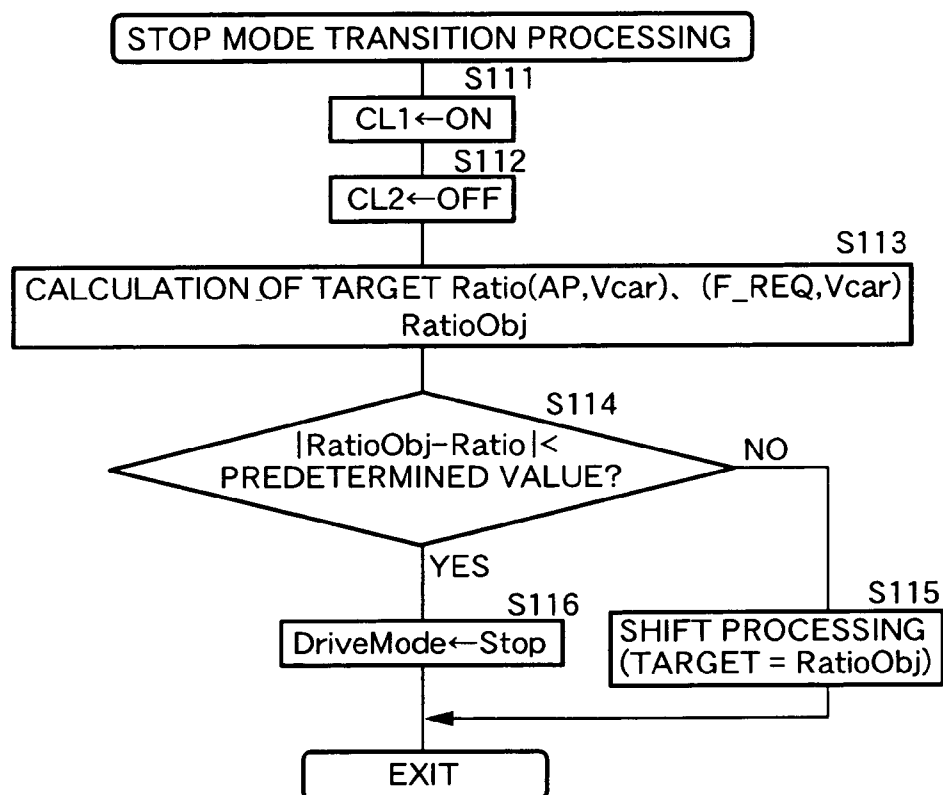 STOP MODE TRANSITION PROCESSING
S111
CL1←ON
S112
CL2←OFF
S113
CALCULATION OF TARGET Ratio(AP,Vcar)、(F_REQ,Vcar)
RatioObj
S114
|RatioObj-Ratio|<
PREDETERMINED VALUE?
NO
YES
S115
SHIFT PROCESSING
(TARGET = RatioObj)
S116
DriveMode←Stop
EXIT